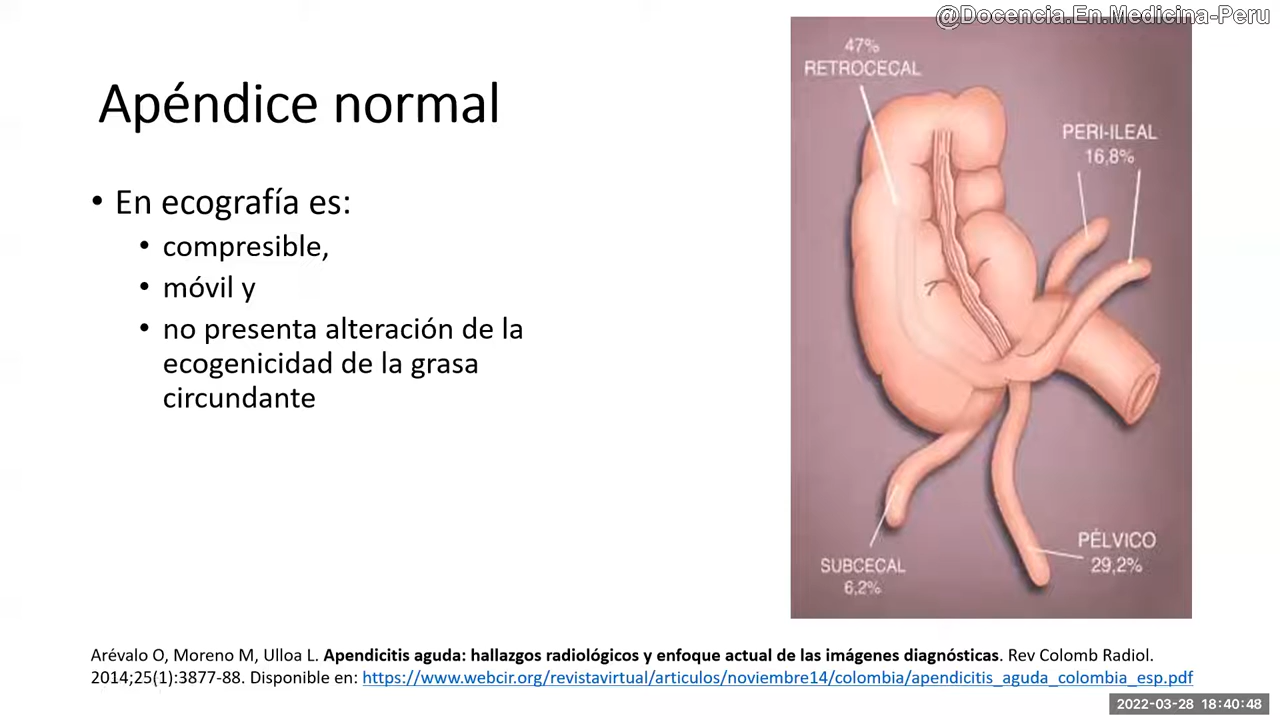 @Docencia.En.Medicina-Peru
Apéndice normal
• En ecografía es:
• compresible,
• móvil y
• no presenta alteración de la
ecogenicidad de la grasa
circundante
47%
RETROCECAL
PERI-ILEAL
16,8%
PÉLVICO
29,2%
SUBCECAL
6,2%
Arévalo O, Moreno M, Ulloa L. Apendicitis aguda: hallazgos radiológicos y enfoque actual de las imágenes diagnósticas. Rev Colomb Radiol.
2014;25(1):3877-88. Disponible en: https://www.webcir.org/revistavirtual/articulos/noviembre14/colombia/apendicitis_aguda_colombia_esp.pdf
2022-03-28 18:40:48